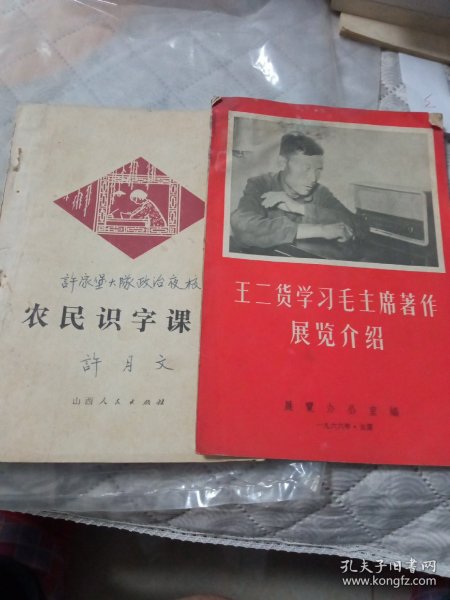 許家堡大隊政治夜校
农民识字课
許月文
山西人民出版社
王二货学习毛主席著作
展览介绍
展覽办公室编
一九六六年·太原
孔夫子旧书网
www.kongfz.com